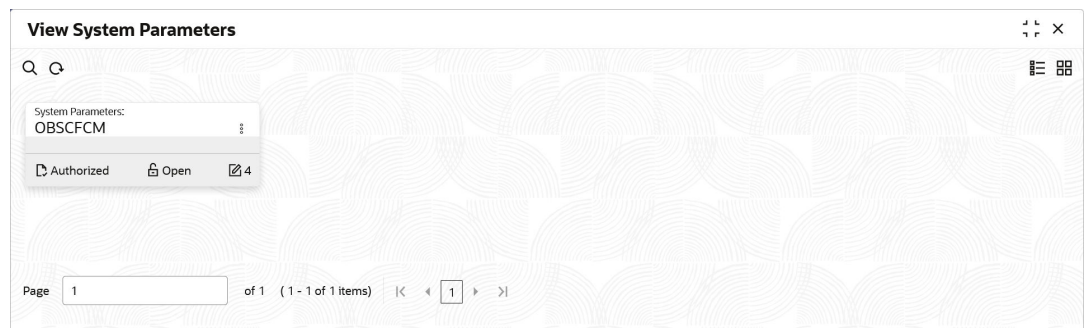 View System Parameters
System Parameters:
OBSCFCM
Authorized Open 4
Page 1 of 1 ( 1 - 1 of 1 items) 1